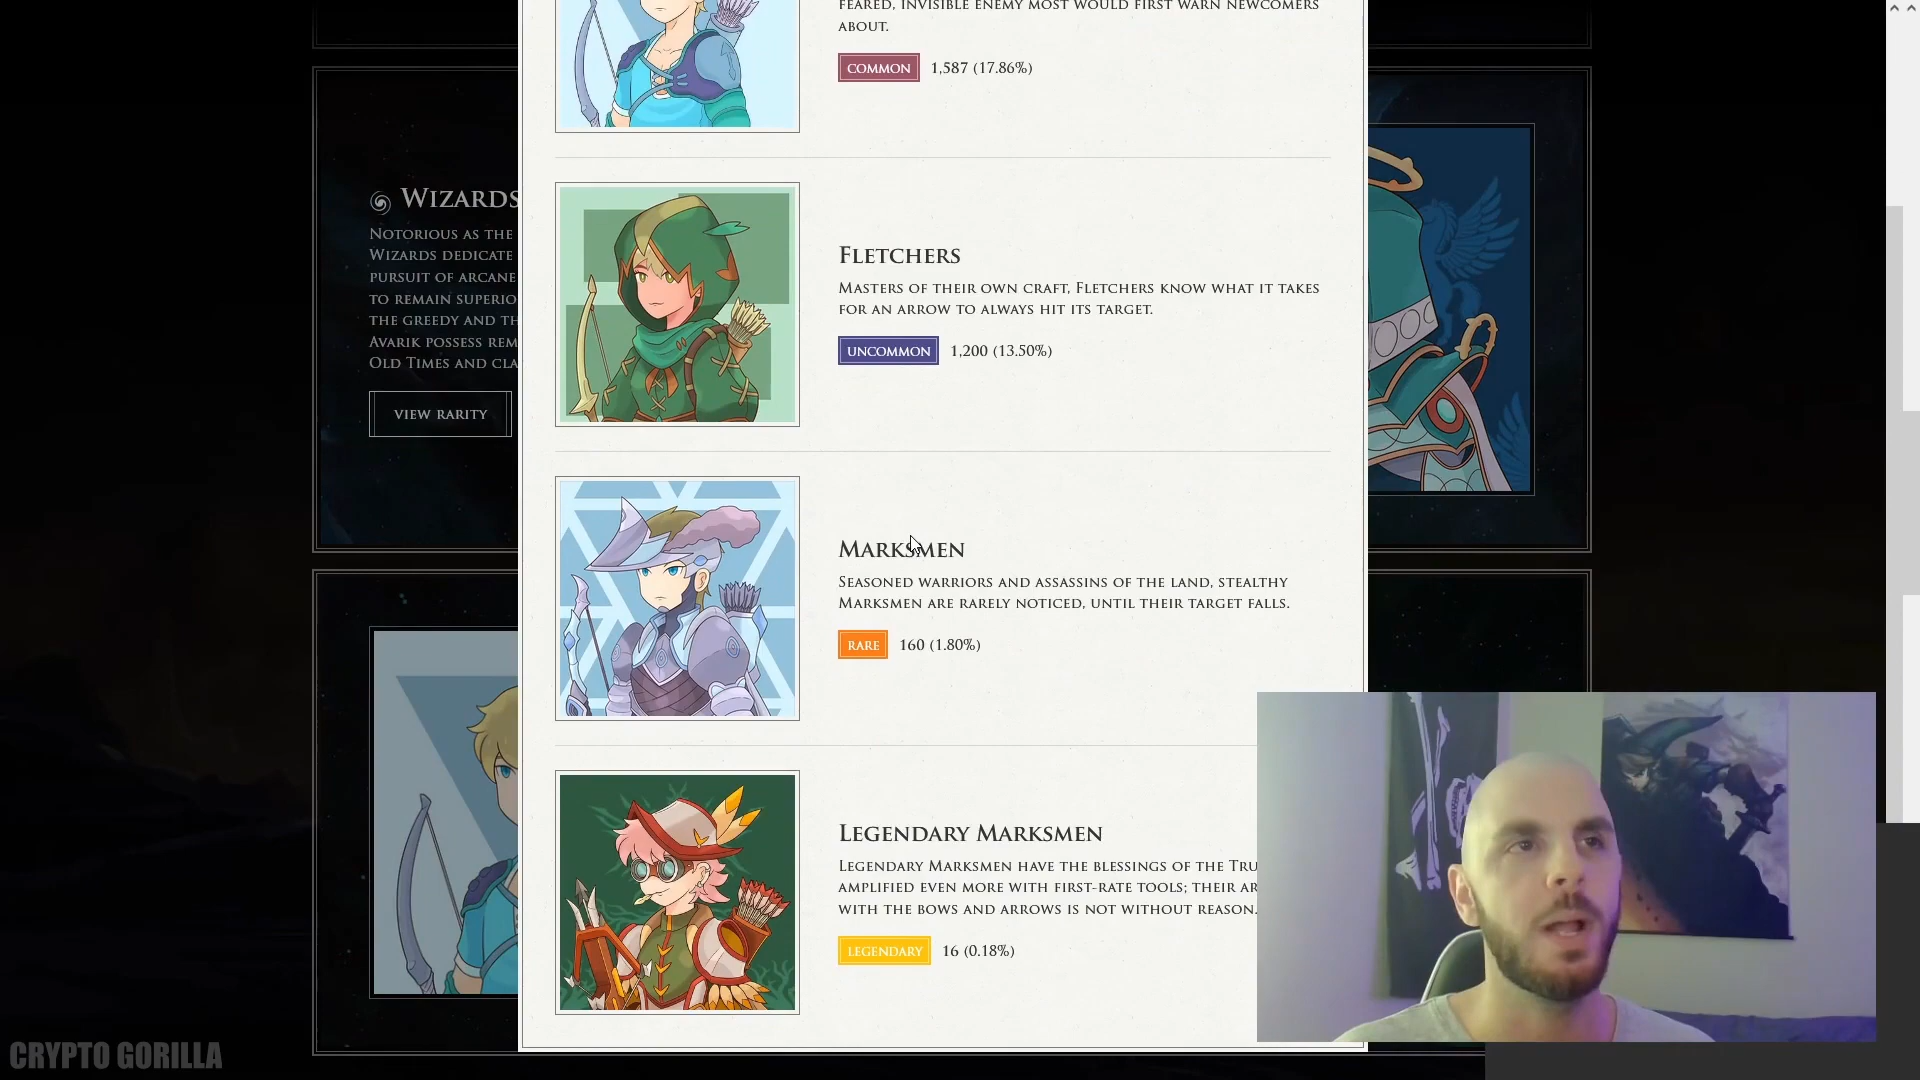 FEARED, INVISIBLE ENEMY MOST WOULD FIRST WARN NEWCOMERS
ABOUT.
COMMON 1,587 (17.86%)
WIZARDS
NOTORIOUS AS THE
WIZARDS DEDICATE
PURSUIT OF ARCANE
TO REMAIN SUPERIO
THE GREEDY AND TH
AVARIK POSSESS REM
OLD TIMES AND CLA
VIEW RARITY
FLETCHERS
MASTERS OF THEIR OWN CRAFT, FLETCHERS KNOW WHAT IT TAKES
FOR AN ARROW TO ALWAYS HIT ITS TARGET.
UNCOMMON 1,200 (13.50%)
MARKSMEN
SEASONED WARRIORS AND ASSASSINS OF THE LAND, STEALTHY
MARKSMEN ARE RARELY NOTICED, UNTIL THEIR TARGET FALLS.
RARE 160 (1.80%)
LEGENDARY MARKSMEN
LEGENDARY MARKSMEN HAVE THE BLESSINGS OF THE TRU
AMPLIFIED EVEN MORE WITH FIRST-RATE TOOLS; THEIR AR
WITH THE BOWS AND ARROWS IS NOT WITHOUT REASON.
LEGENDARY 16 (0.18%)
CRYPTO GORILLA